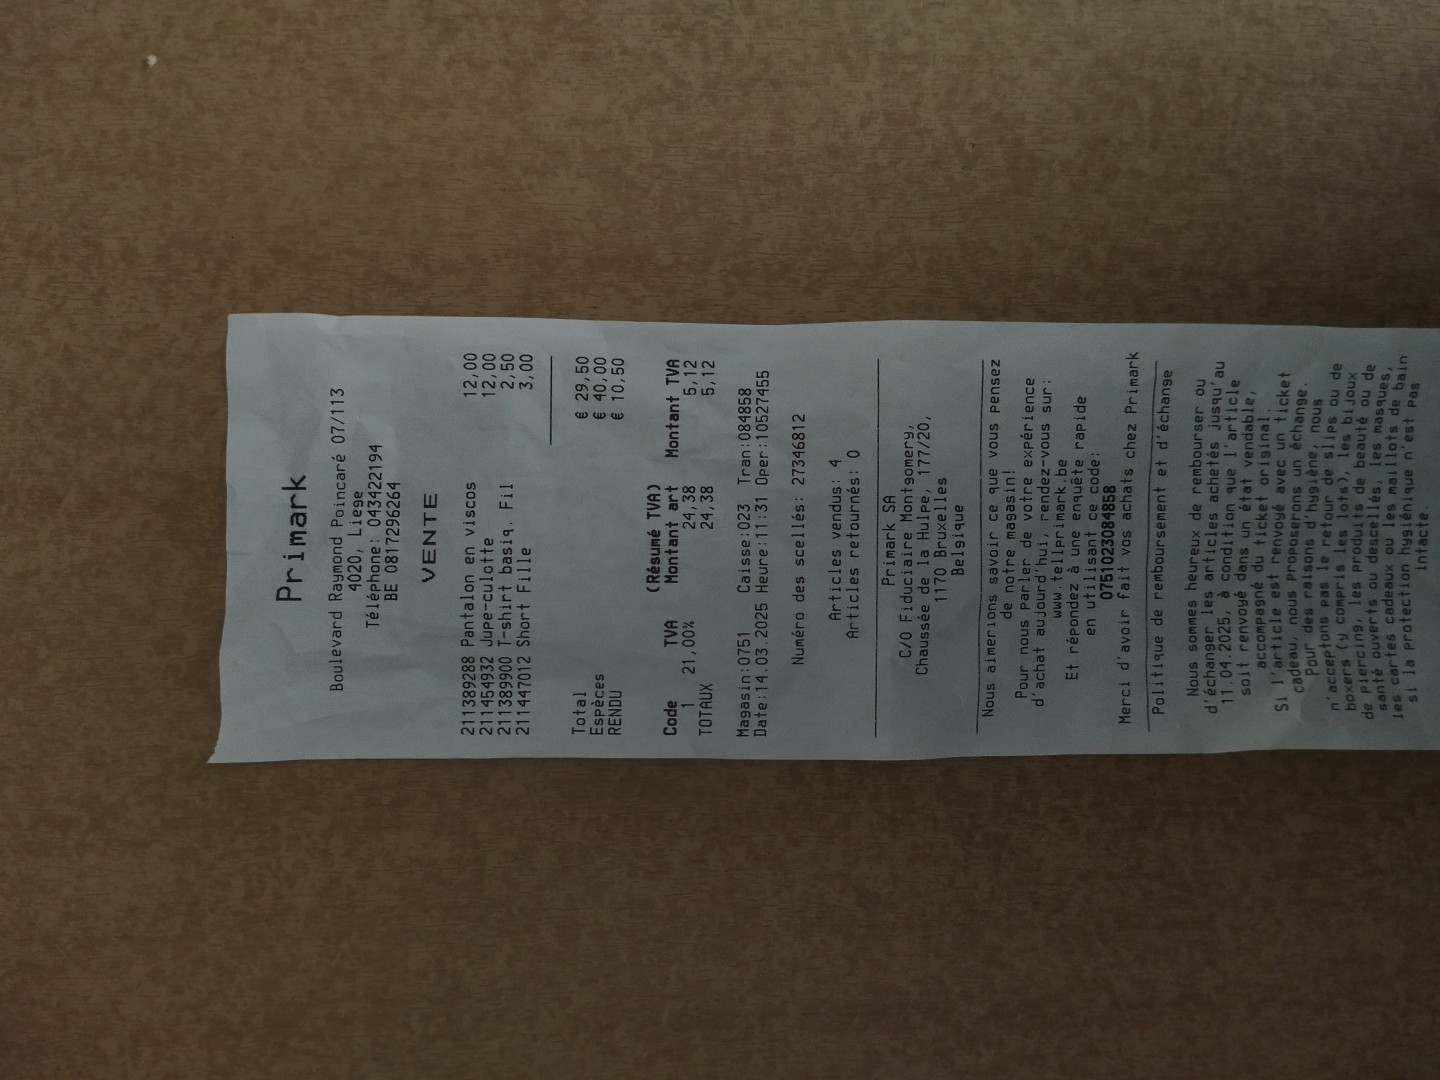 Primark
Boulevard Raymond Poincaré 07/113
4020, Liege
Téléphone: 043422194
BE 0817296264
VENTE
211389288 Pantalon en viscos 12,00
211454932 Jupe-culotte 12,00
211389900 T-shirt basiq. Fil 2,50
211447012 Short Fille 3,00
Total € 29,50
Espèces € 40,00
RENDU € 10,50
(Résumé TVA)
Code TVA Montant art Montant TVA
1 21,00% 24,38 5,12
TOTAUX 24,38 5,12
Magasin:0751 Caisse:023 Tran:084858
Date:14.03.2025 Heure:11:31 Oper:10527455
Numéro des scellés: 27346812
Articles vendus: 4
Articles retournés: 0
Primark SA
C/O Fiduciaire Montgomery,
Chaussée de la Hulpe, 177/20,
1170 Bruxelles
Belgique
Nous aimerions savoir ce que vous pensez
de notre magasin!
Pour nous parler de votre expérience
d'achat aujourd'hui, rendez-vous sur:
www.tellprimark.be
Et répondez à une enquête rapide
en utilisant ce code:
0751023084858
Merci d'avoir fait vos achats chez Primark
Politique de remboursement et d'échange
Nous sommes heureux de rembourser ou
d'échanger les articles achetés jusqu'au
11.04.2025, à condition que l'article
soit renvoyé dans un état vendable,
accompagné du ticket original.
Si l'article est renvoyé avec un ticket
cadeau, nous proposerons un échange.
Pour des raisons d'hygiène, nous
n'acceptons pas le retour de slips ou de
boxers (y compris les lots), les bijoux
de piercing, les produits de beauté ou de
santé ouverts ou descellés, les masques,
les cartes cadeaux ou les maillots de bain
si la protection hygiénique n'est pas
intacte.